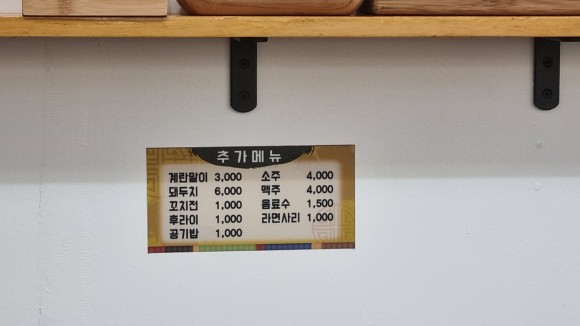 추가메뉴
계란말이 3,000 소주 4,000
돼두치 6,000 맥주 4,000
꼬치전 1,000 음료수 1,500
후라이 1,000 라면사리 1,000
공기밥 1,000